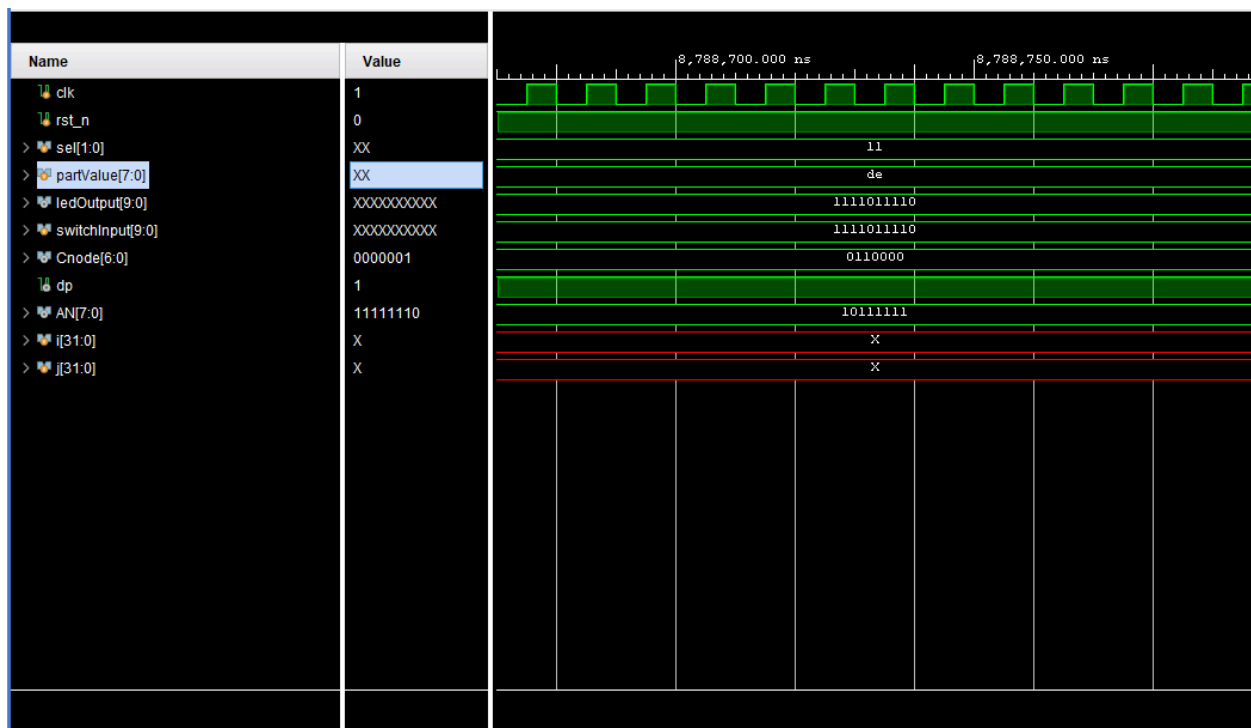 Name Value 8,788,700.000 ns 8,788,750.000 ns
clk 1
rst_n 0
sel[1:0] XX 11
partValue[7:0] XX de
ledOutput[9:0] XXXXXXXXXX 1111011110
switchInput[9:0] XXXXXXXXXX 1111011110
Cnode[6:0] 0000001 0110000
dp 1
AN[7:0] 11111110 10111111
i[31:0] X X
j[31:0] X X